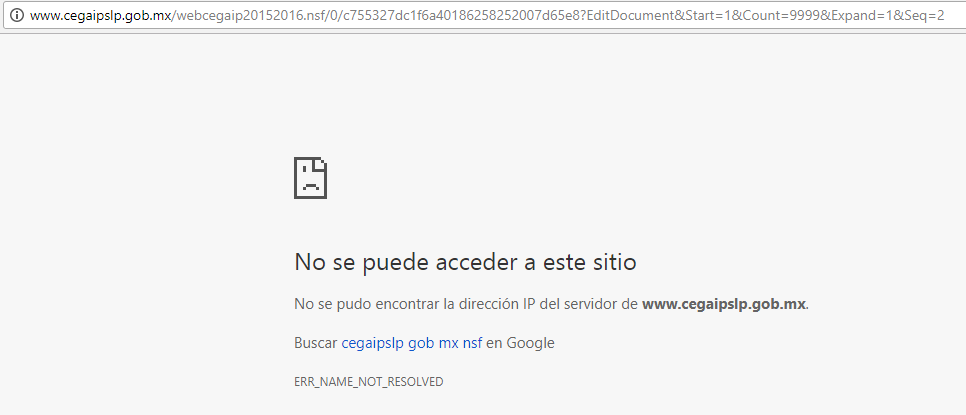 www.cegaipslp.gob.mx/webcegaip20152016.nsf/0/c755327dc1f6a40186258252007d65e8?EditDocument&Start=1&Count=9999&Expand=1&Seq=2
No se puede acceder a este sitio
No se pudo encontrar la dirección IP del servidor de www.cegaipslp.gob.mx.
Buscar cegaipslp gob mx nsf en Google
ERR_NAME_NOT_RESOLVED